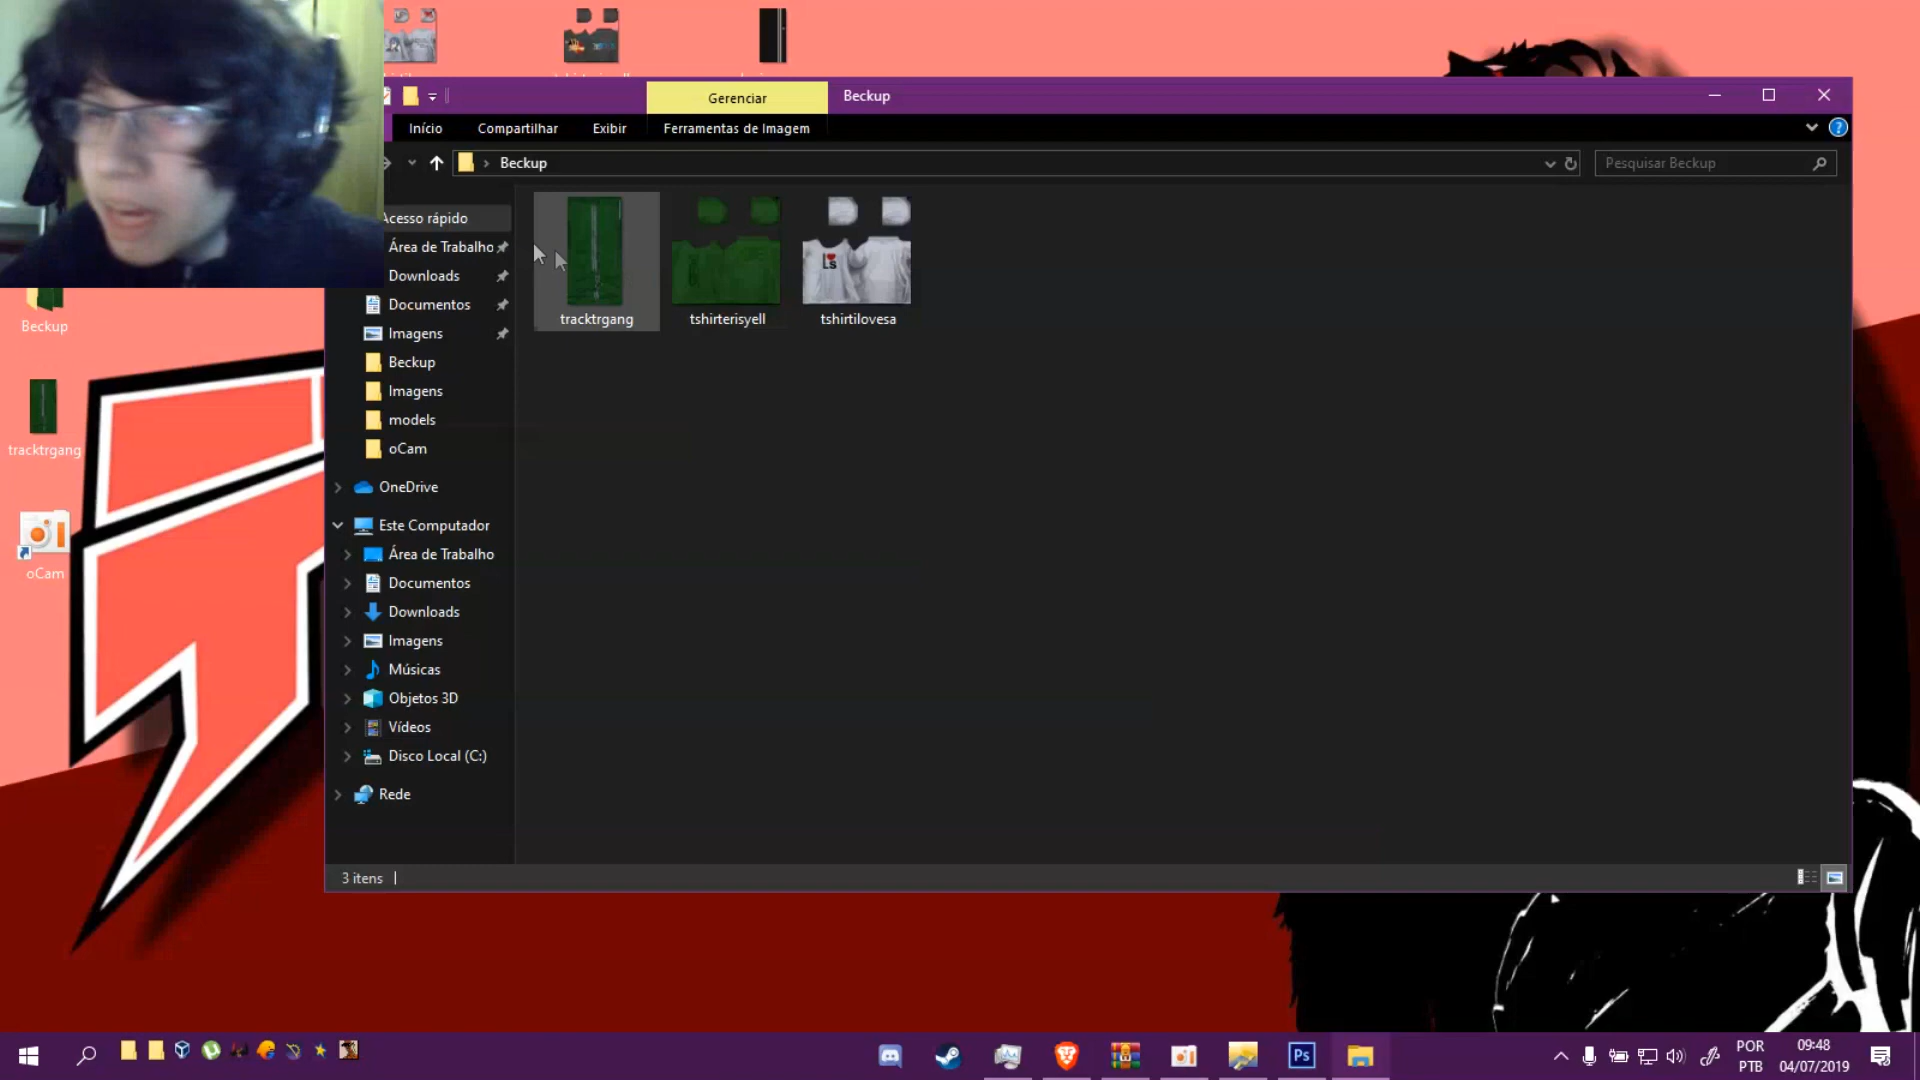 Gerenciar
Beckup
Início
Compartilhar
Exibir
Ferramentas de Imagem
Beckup
Pesquisar Beckup
Acesso rápido
Área de Trabalho
Downloads
Documentos
Imagens
Beckup
Imagens
models
oCam
OneDrive
Este Computador
Área de Trabalho
Documentos
Downloads
Imagens
Músicas
Objetos 3D
Vídeos
Disco Local (C:)
Rede
tracktrgang
tshirterisyell
tshirtilovesa
3 itens
Beckup
tracktrgang
oCam
Ps
POR
PTB
09:48
04/07/2019